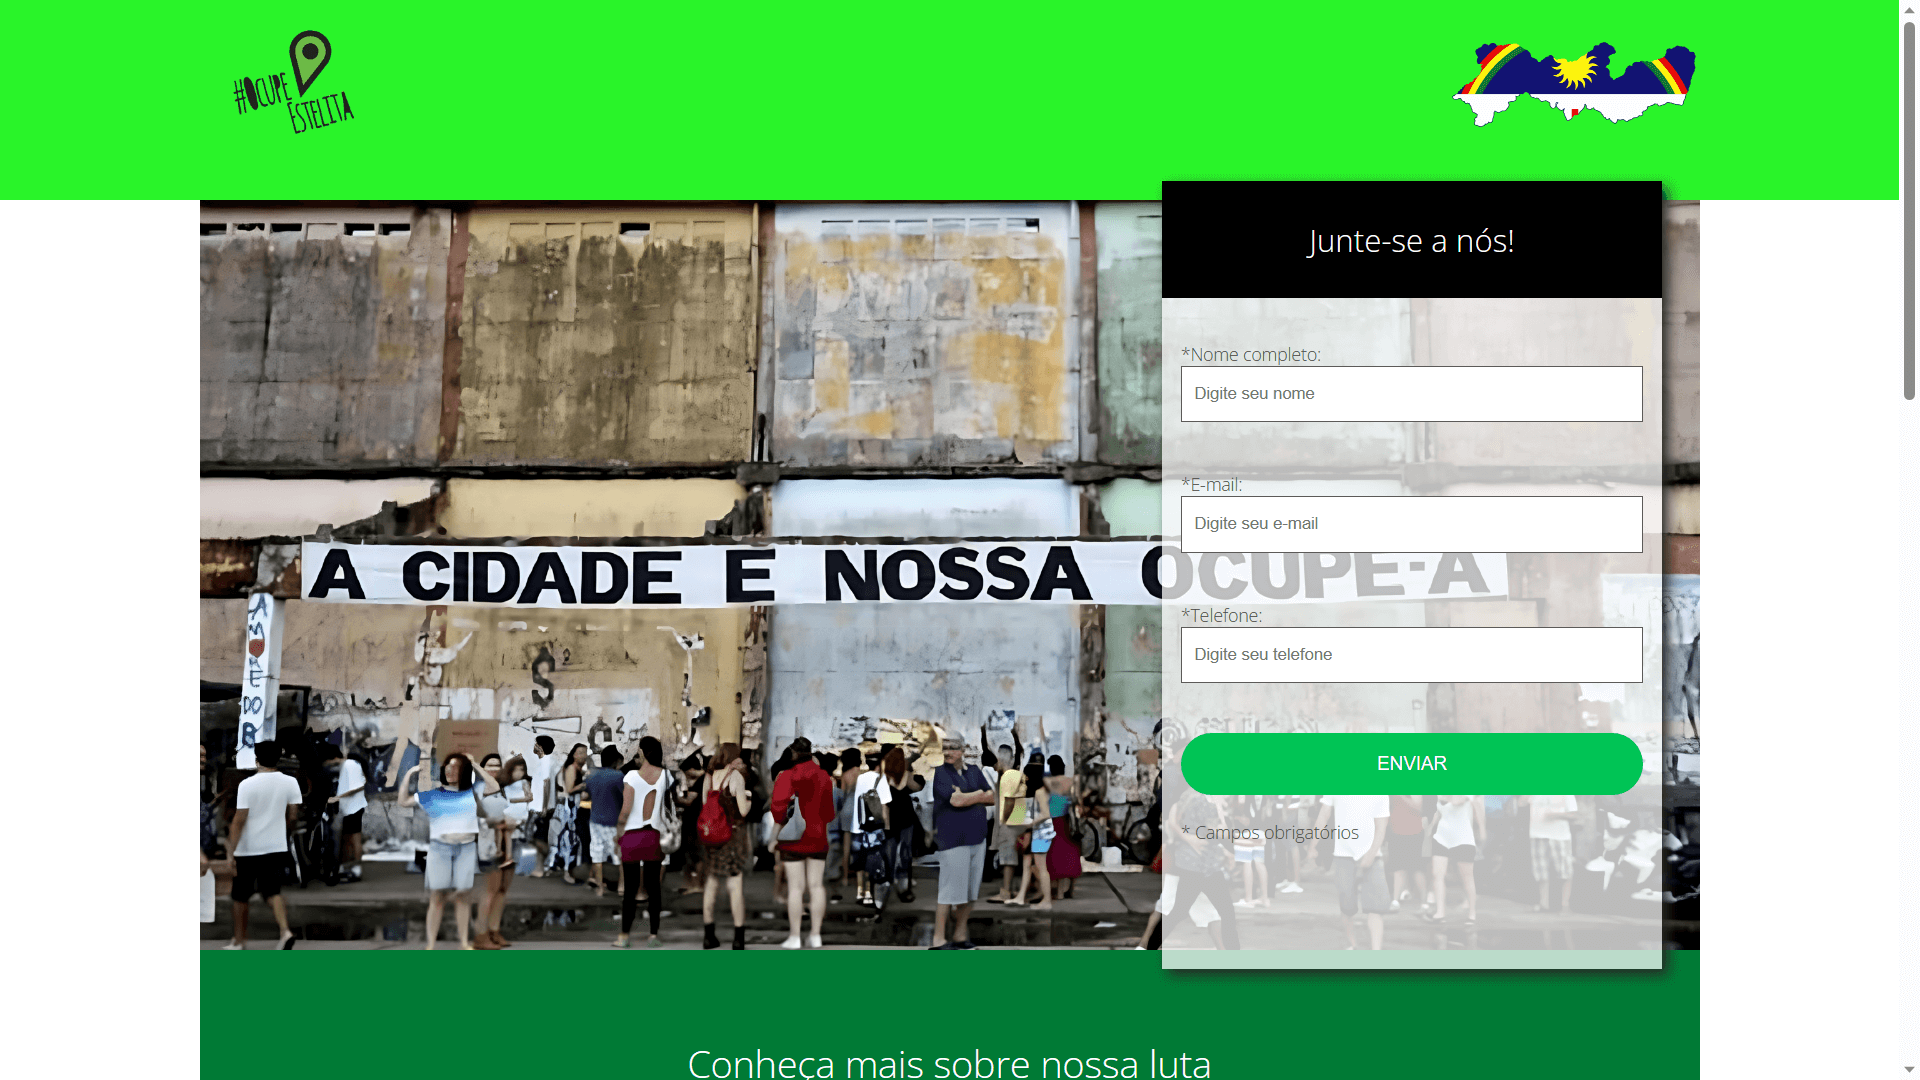 #OCUPE
ESTELITA
Junte-se a nós!
*Nome completo:
Digite seu nome
*E-mail:
Digite seu e-mail
A CIDADE E NOSSA OCUPE-A
*Telefone:
Digite seu telefone
ENVIAR
* Campos obrigatórios
Conheça mais sobre nossa luta